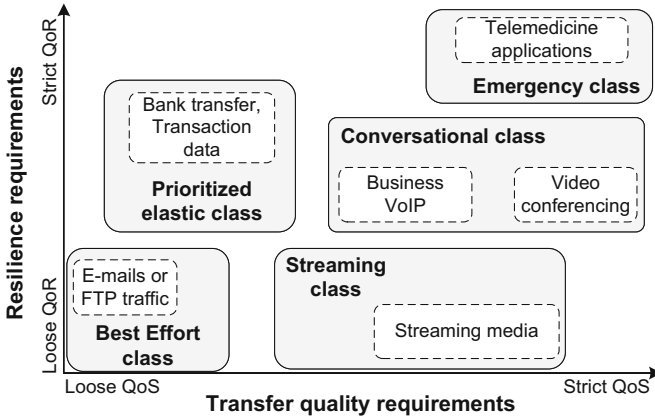 Resilience requirements
Strict QoR
Loose QoR
Telemedicine
applications
Emergency class
Bank transfer,
Transaction
data
Prioritized
elastic class
Conversational class
Business
VoIP
Video
conferencing
E-mails or
FTP traffic
Best Effort
class
Streaming
class
Streaming media
Loose QoS
Strict QoS
Transfer quality requirements